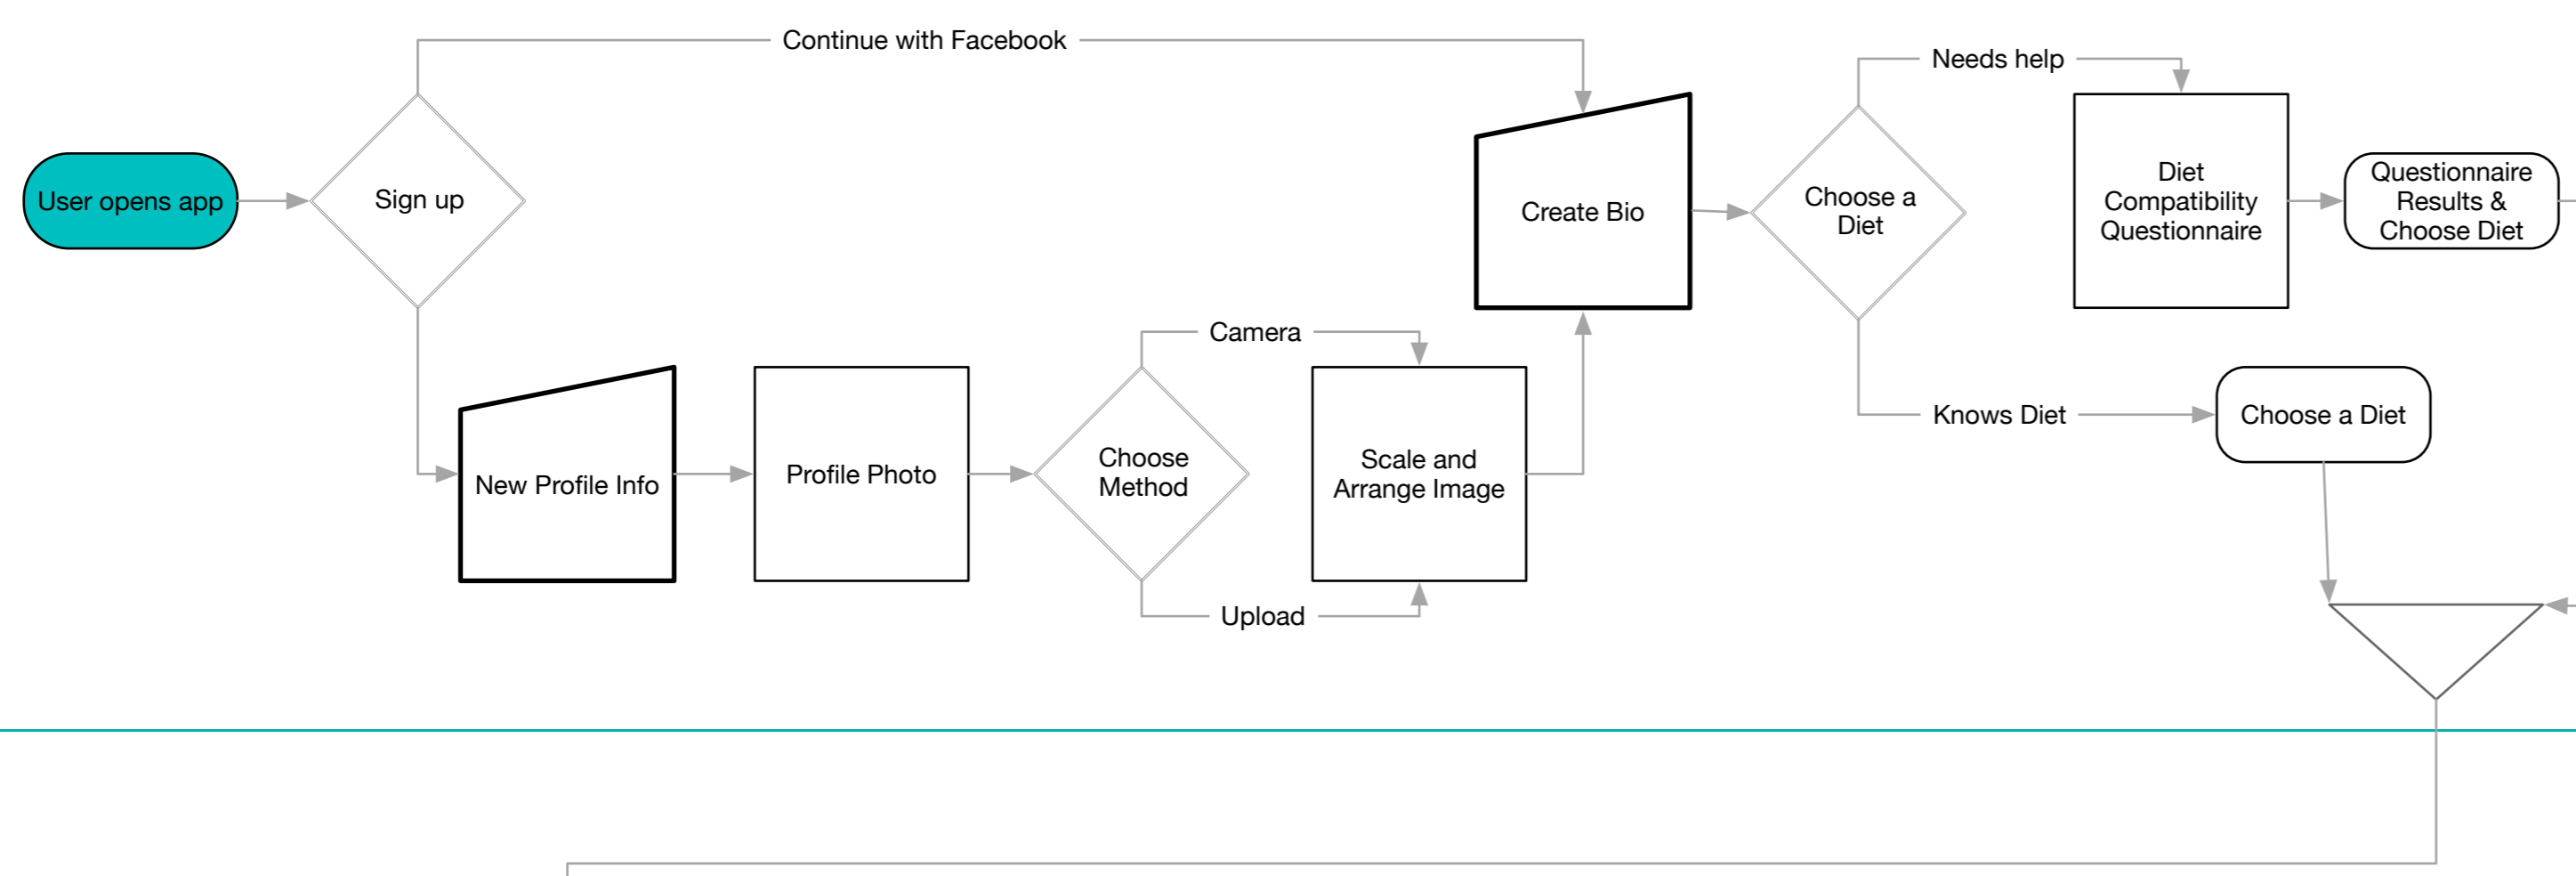 Continue with Facebook
Needs help
User opens app
Sign up
Create Bio
Choose a
Diet
Diet
Compatibility
Questionnaire
Questionnaire
Results &
Choose Diet
Camera
Knows Diet
Choose a Diet
New Profile Info
Profile Photo
Choose
Method
Scale and
Arrange Image
Upload